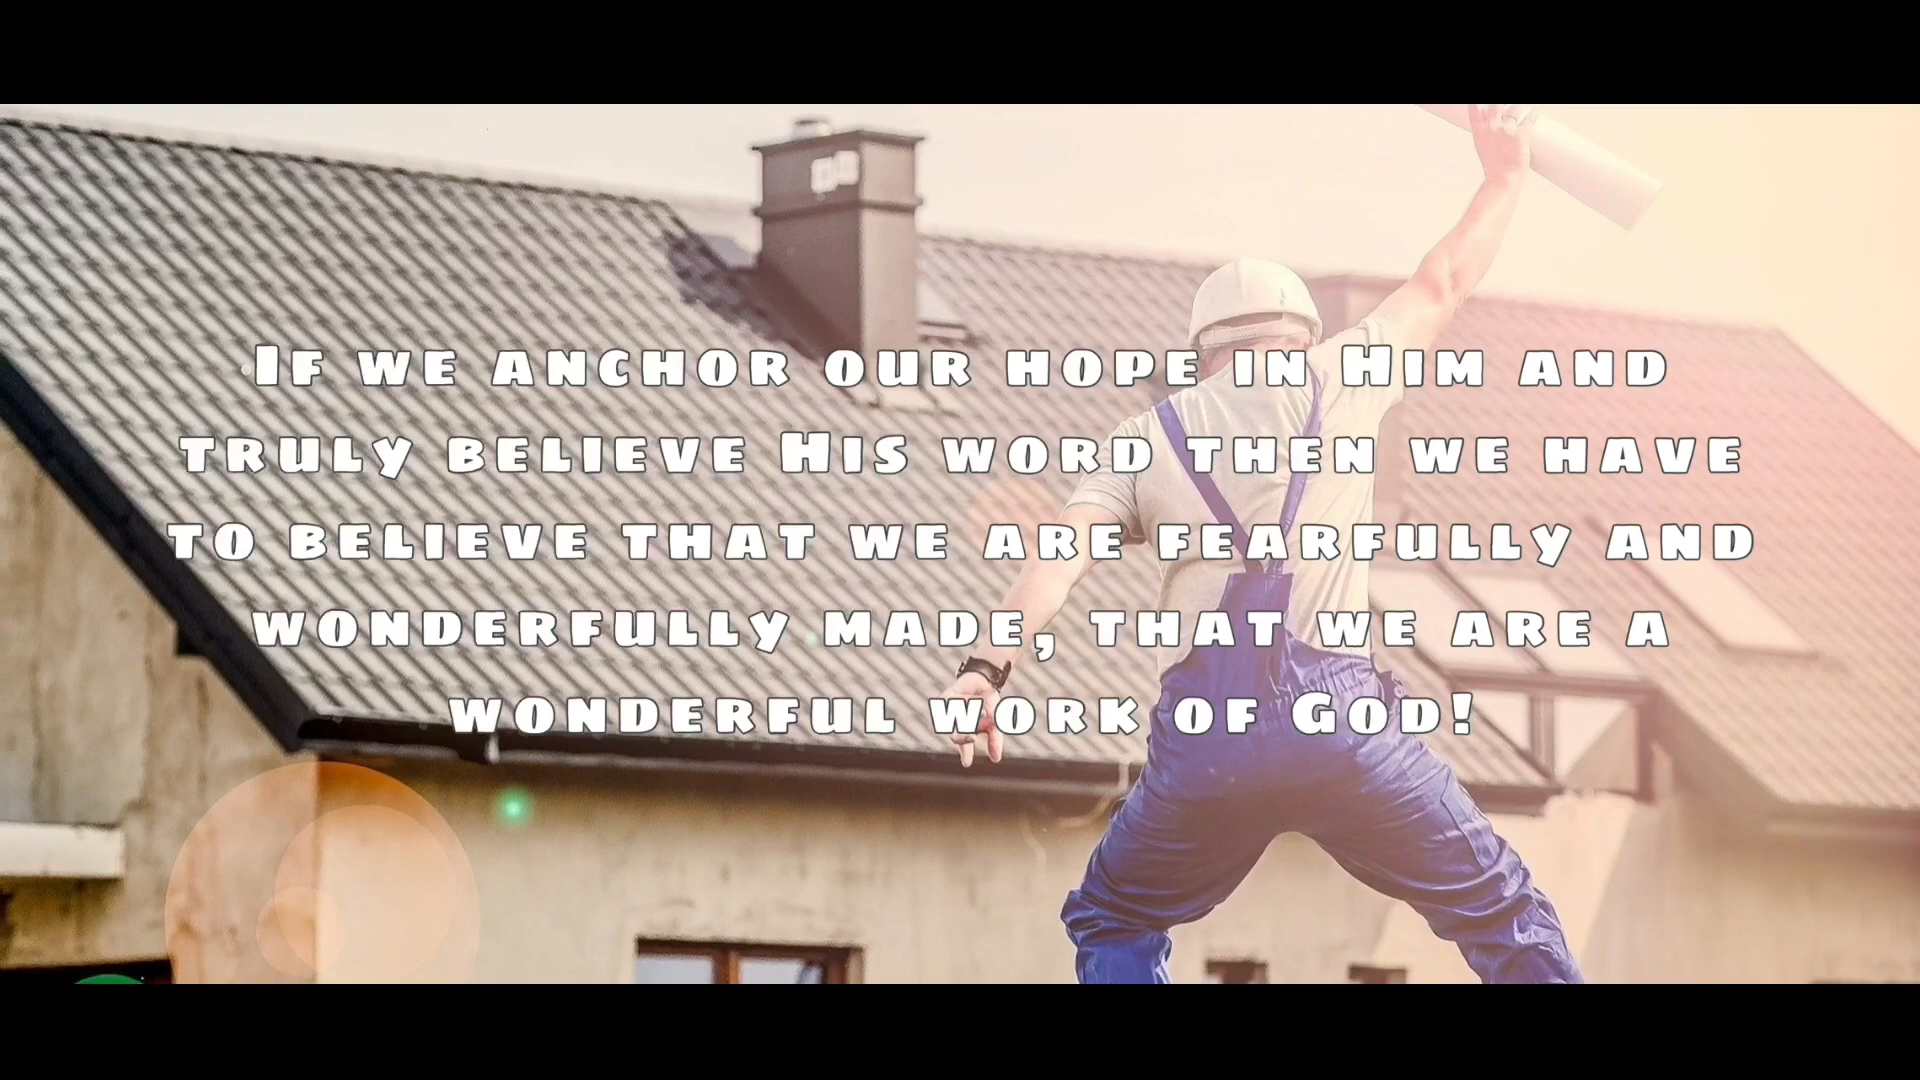 If we anchor our hope in Him and
truly believe His word then we have
to believe that we are fearfully and
wonderfully made, that we are a
wonderful work of God!